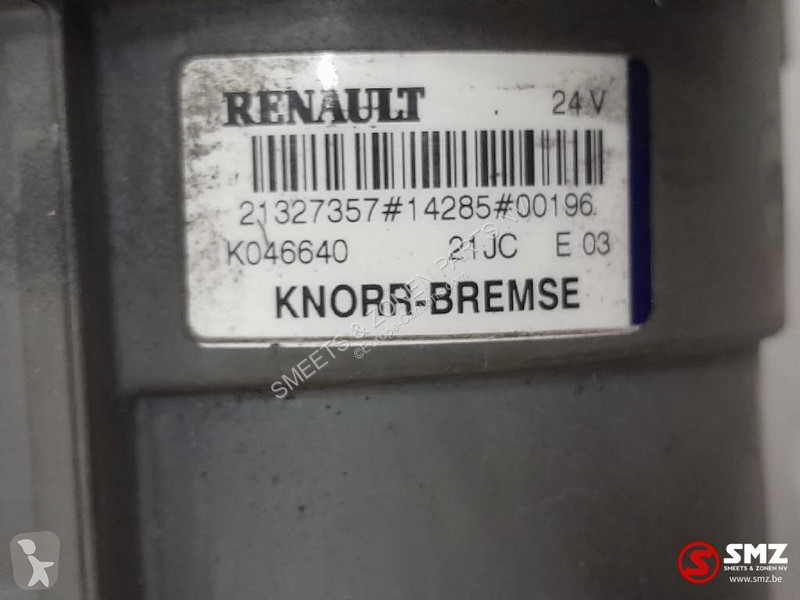 RENAULT 24 V
21327357#14285#00196
K046640 21JC E 03
KNORR-BREMSE
SMEETS & ZONEN PARTS
SMZ
SMEETS & ZONEN NV
www.smz.be